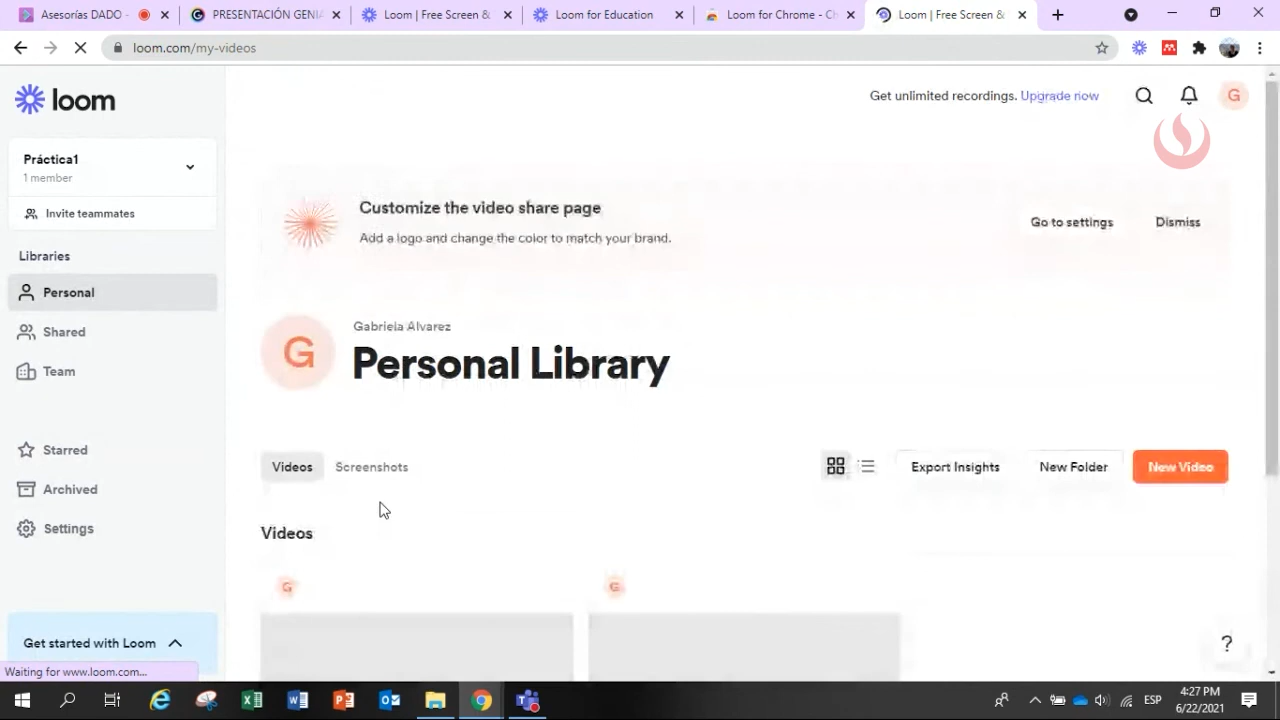 Asesorías DADO -
PRESENTACIÓN GENIA
Loom | Free Screen &
Loom for Education
Loom for Chrome - Ch
Loom | Free Screen &
loom.com/my-videos
loom
Get unlimited recordings. Upgrade now
G
Práctica1
1 member
Invite teammates
Customize the video share page
Add a logo and change the color to match your brand.
Go to settings
Dismiss
Libraries
Personal
Shared
Team
Gabriela Alvarez
G
Personal Library
Starred
Archived
Settings
Videos
Screenshots
Export Insights
New Folder
New Video
Videos
G
G
Get started with Loom
?
Waiting for www.loom.com...
ESP
4:27 PM
6/22/2021